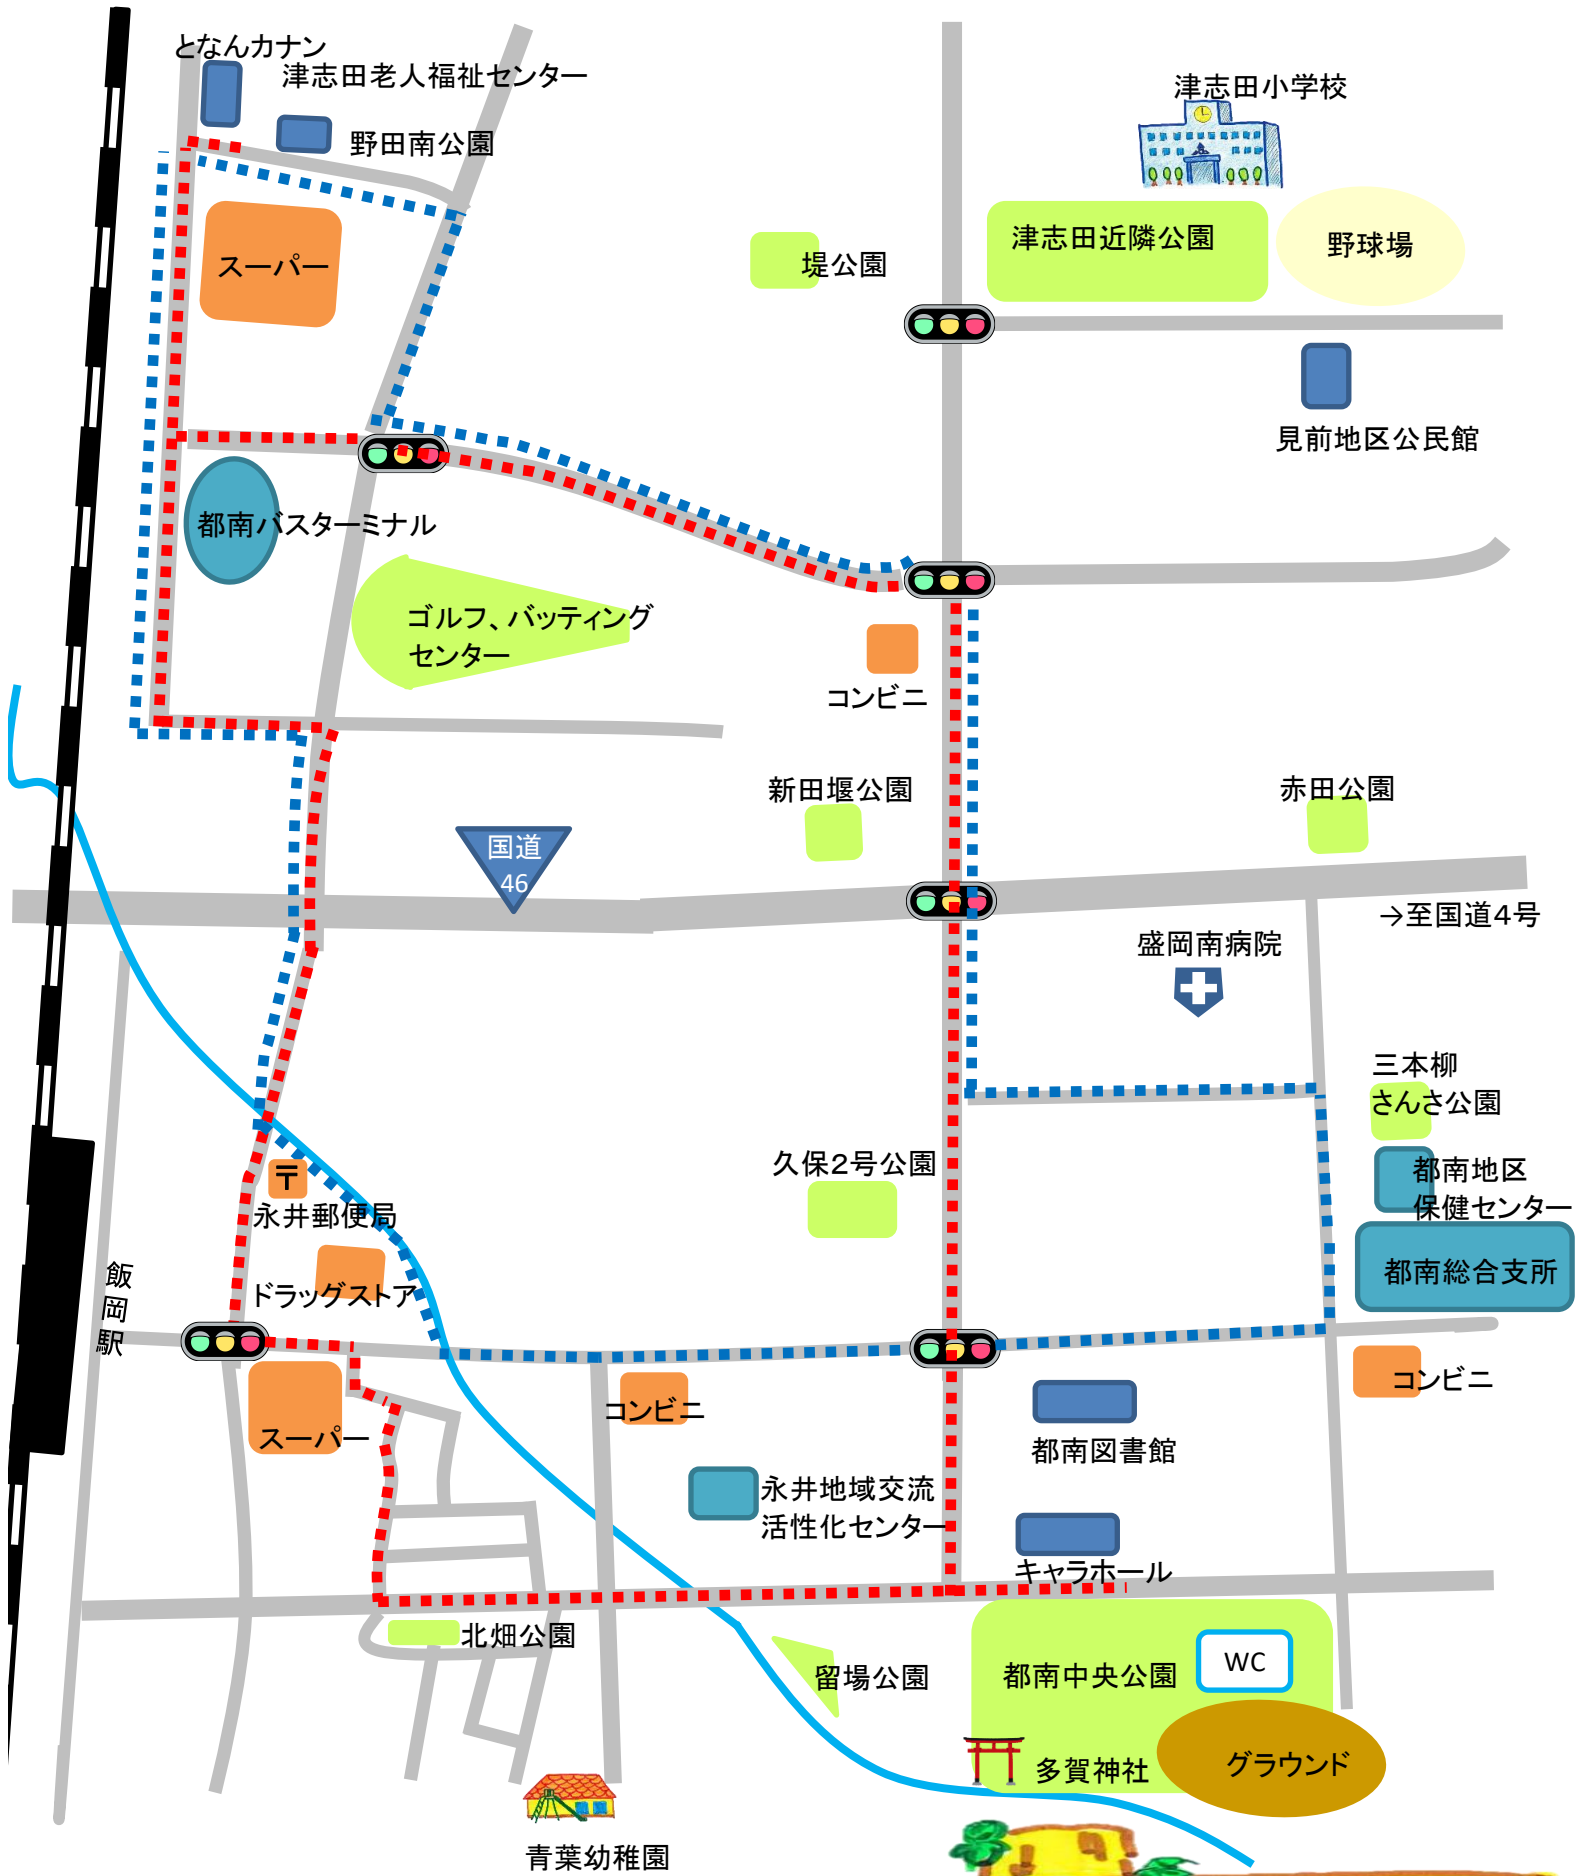 となんカナン
津志田老人福祉センター
野田南公園
津志田小学校
スーパー
堤公園
津志田近隣公園
野球場
見前地区公民館
都南バスターミナル
ゴルフ、バッティング
センター
コンビニ
新田堰公園
赤田公園
国道
46
→至国道4号
盛岡南病院
三本柳
さんさ公園
久保2号公園
都南地区
保健センター
〒
永井郵便局
都南総合支所
飯岡駅
ドラッグストア
スーパー
コンビニ
コンビニ
都南図書館
永井地域交流
活性化センター
キャラホール
北畑公園
留場公園
都南中央公園
WC
多賀神社
グラウンド
青葉幼稚園